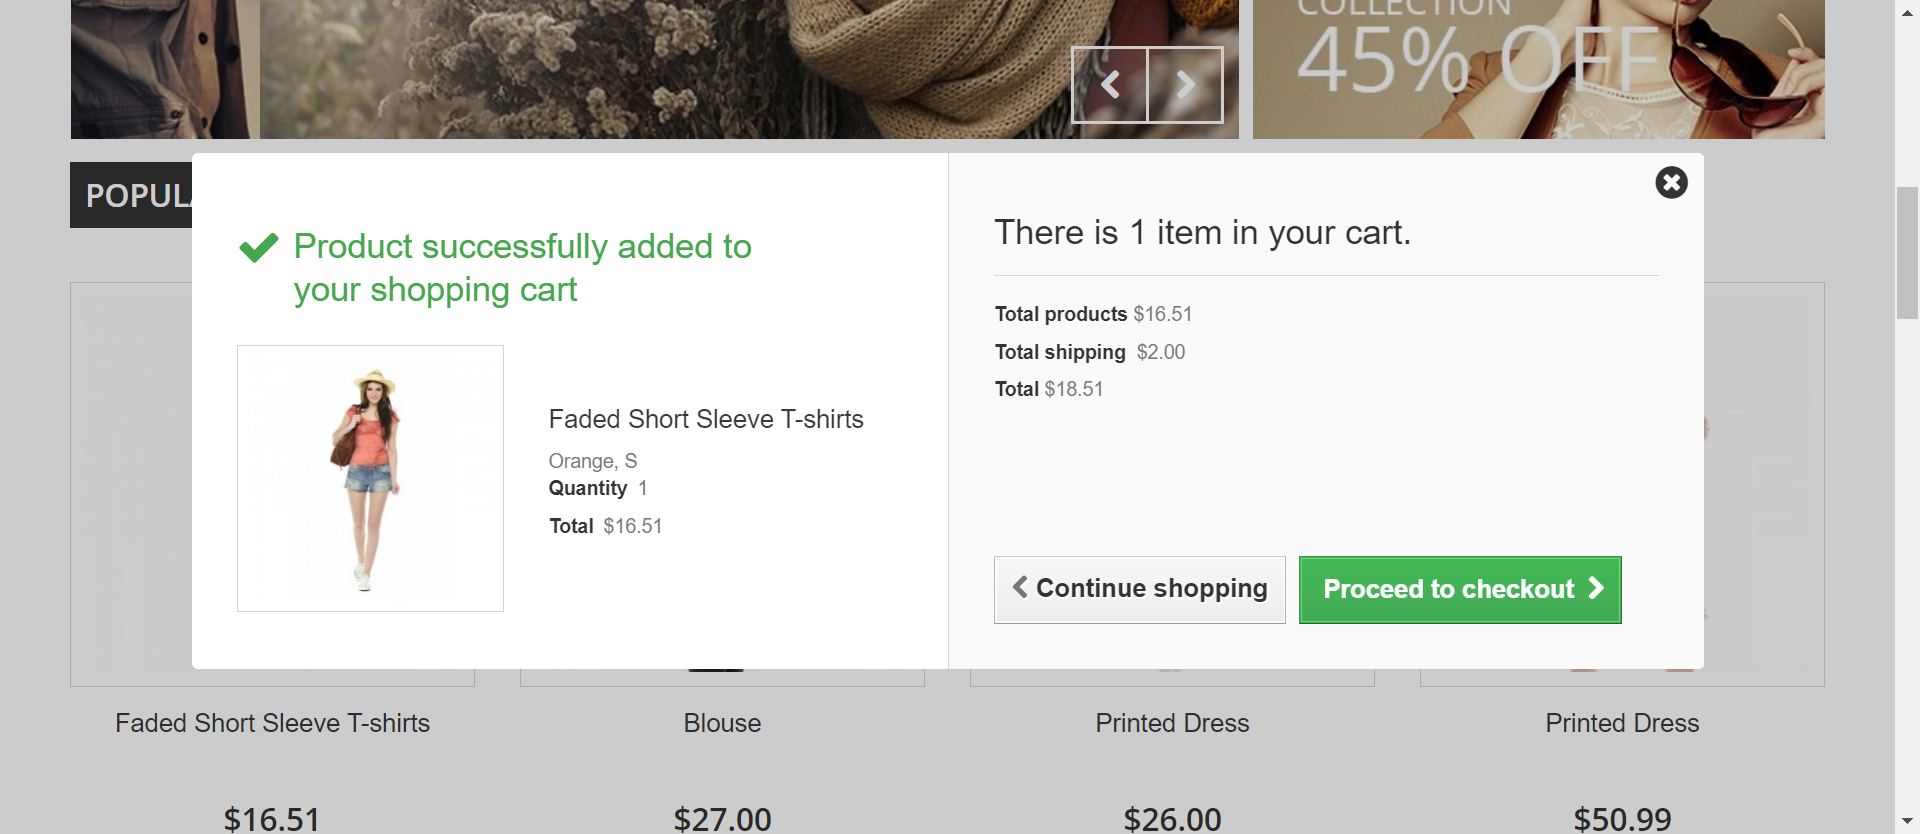 COLLECTION
45% OFF
POPULA
Product successfully added to
your shopping cart
Faded Short Sleeve T-shirts
Orange, S
Quantity 1
Total $16.51
There is 1 item in your cart.
Total products $16.51
Total shipping $2.00
Total $18.51
Continue shopping
Proceed to checkout
Faded Short Sleeve T-shirts
Blouse
Printed Dress
Printed Dress
$16.51
$27.00
$26.00
$50.99